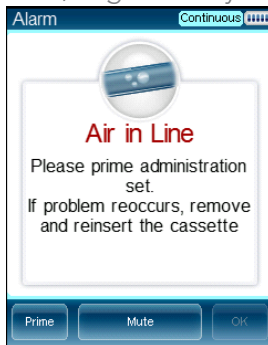 Alarm
Continuous
Air in Line
Please prime administration
set.
If problem reoccurs, remove
and reinsert the cassette
Prime
Mute
OK